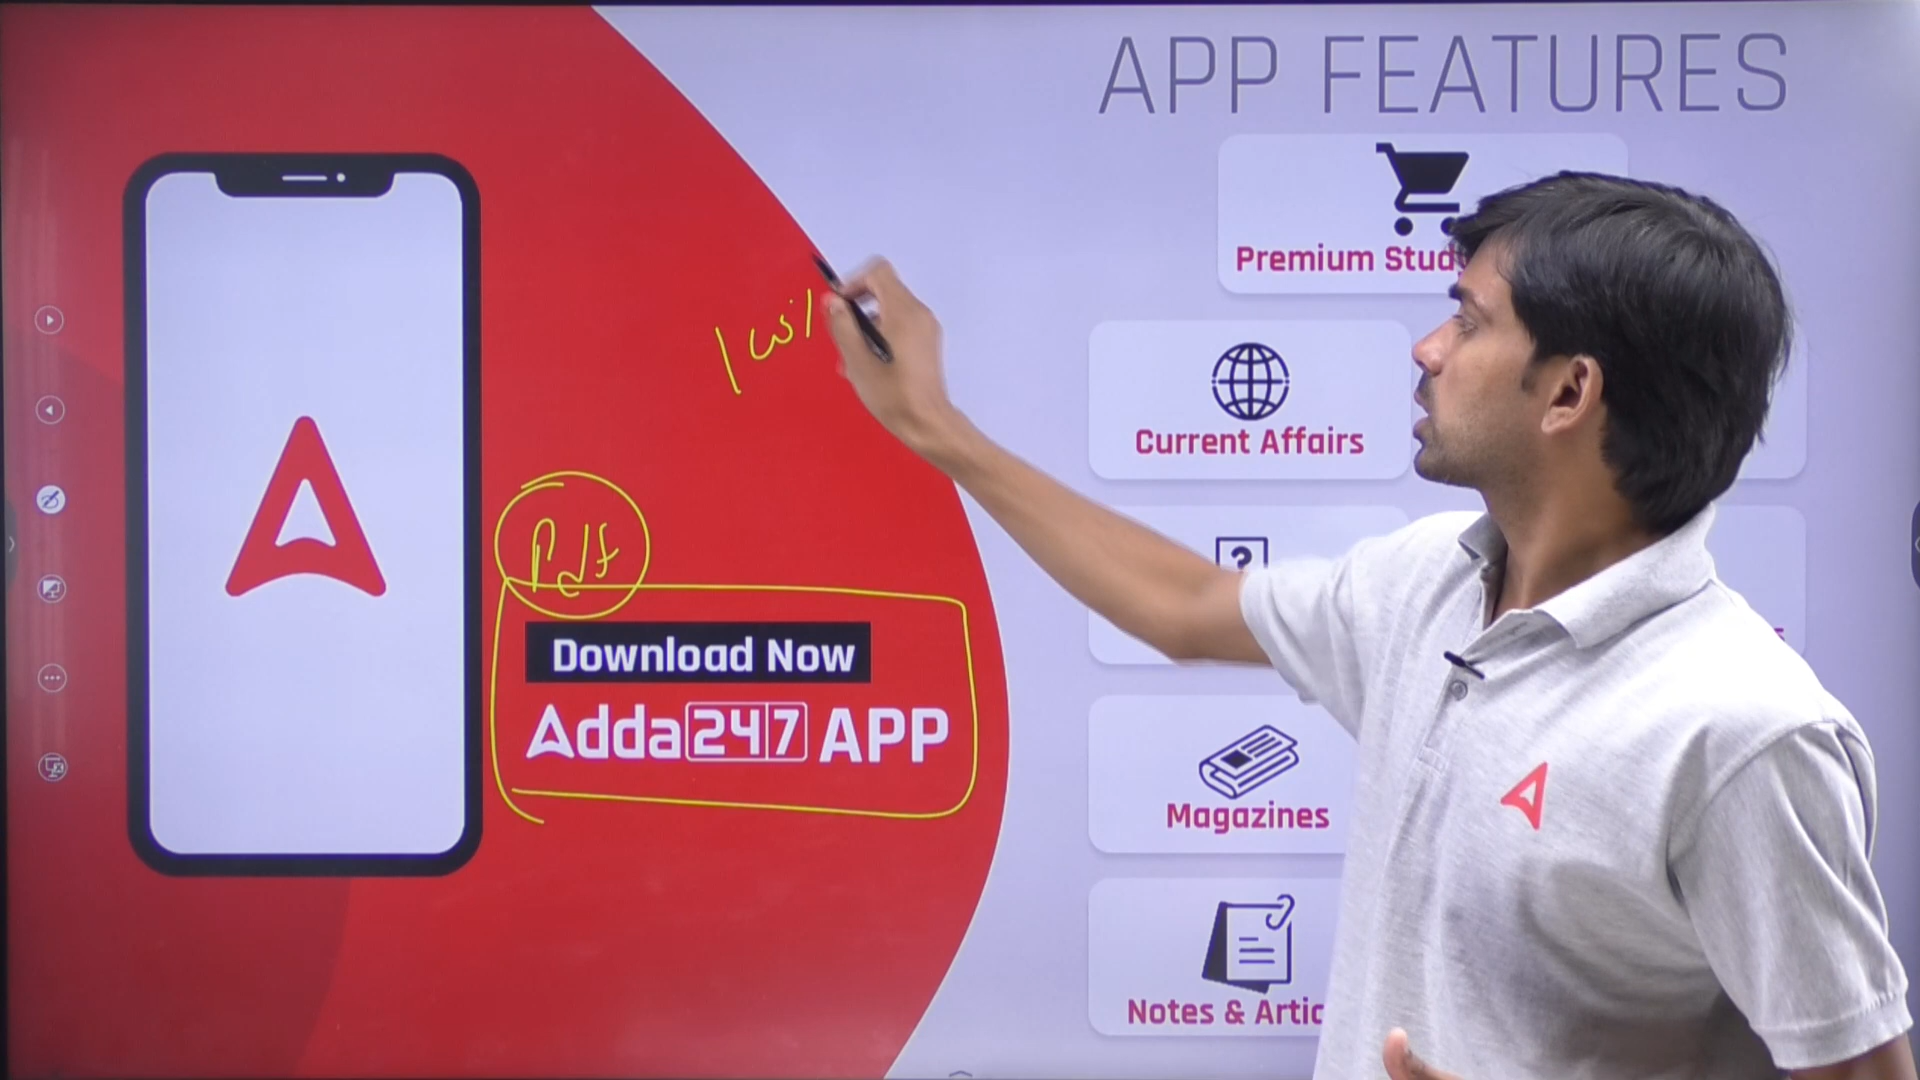 APP FEATURES
Premium Stud
Current Affairs
?
Pdf
Download Now
Adda247 APP
Magazines
Notes & Artic